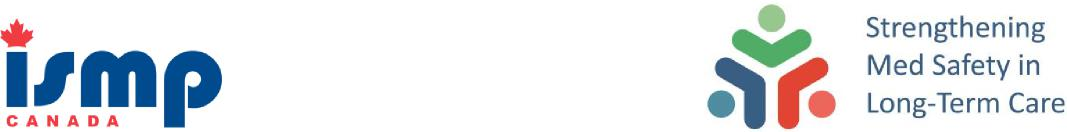 ismp
CANADA
Strengthening
Med Safety in
Long-Term Care